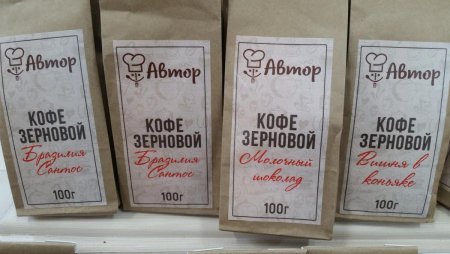 Автор
КОФЕ
ЗЕРНОВОЙ
Бразилия
Сантос
100г
Автор
КОФЕ
ЗЕРНОВОЙ
Бразилия
Сантос
100г
Автор
КОФЕ
ЗЕРНОВОЙ
Молочный
шоколад
100г
Автор
КОФЕ
ЗЕРНОВОЙ
Вишня в
коньяке
100г